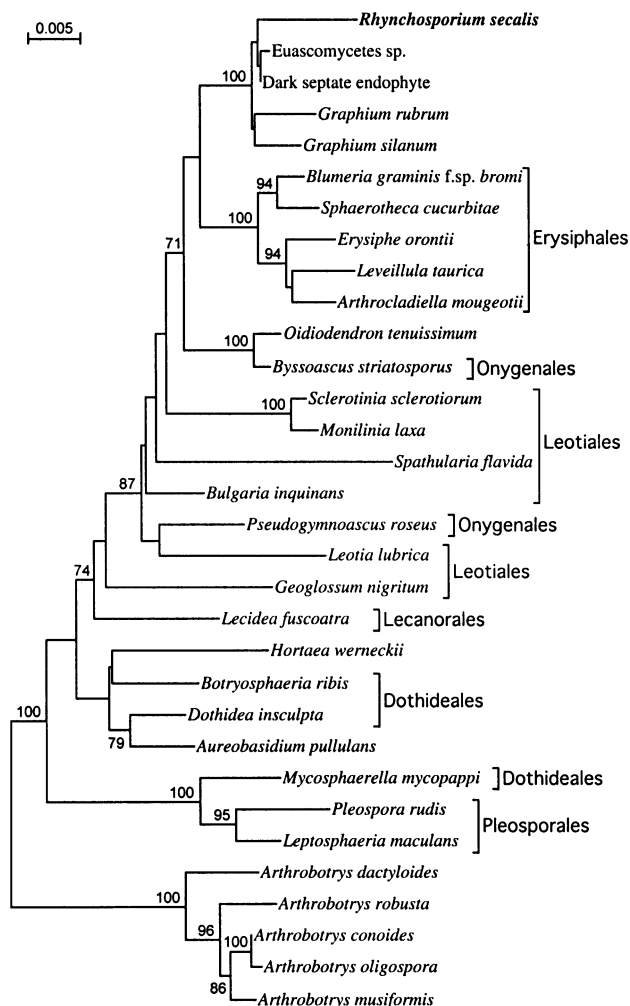 0.005
Rhynchosporium secalis
Euascomycetes sp.
100
Dark septate endophyte
Graphium rubrum
Graphium silanum
94
Blumeria graminis f.sp. bromi
Sphaerotheca cucurbitae
100
Erysiphe orontii
Erysiphales
94
Leveillula taurica
71
Arthrocladiella mougeotii
Oidiodendron tenuissimum
100
Byssoascus striatosporus
Onygenales
Sclerotinia sclerotiorum
100
Monilinia laxa
Leotiales
Spathularia flavida
87
Bulgaria inquinans
Pseudogymnoascus roseus
Onygenales
Leotia lubrica
Leotiales
74
Geoglossum nigritum
Lecidea fuscoatra
Lecanorales
Hortaea werneckii
Botryosphaeria ribis
Dothideales
100
Dothidea insculpta
79
Aureobasidium pullulans
Mycosphaerella mycopappi
Dothideales
100
95
Pleospora rudis
Pleosporales
Leptosphaeria maculans
Arthrobotrys dactyloides
100
Arthrobotrys robusta
96
100
Arthrobotrys conoides
Arthrobotrys oligospora
86
Arthrobotrys musiformis